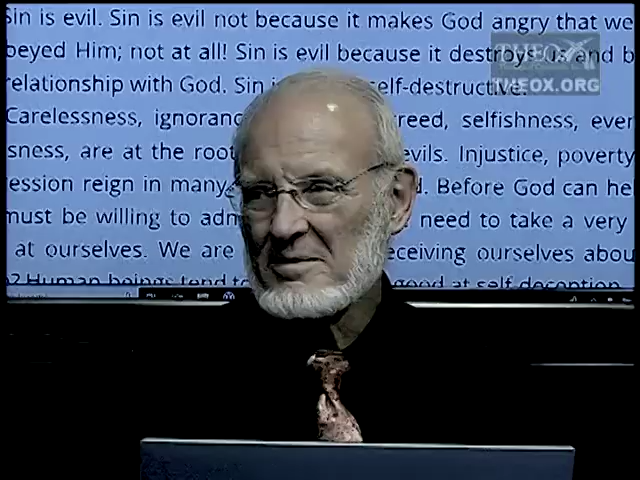 Sin is evil. Sin is evil not because it makes God angry that we
beyed Him; not at all! Sin is evil because it destroys us and b
relationship with God. Sin self-destructive.
Carelessness, ignoranc reed, selfishness, ever
sness, are at the root evils. Injustice, poverty
ession reign in many Before God can he
must be willing to adm need to take a very
at ourselves. We are eceiving ourselves abou
? Human beings tend to good at self deception
THEOX
THEOX.ORG